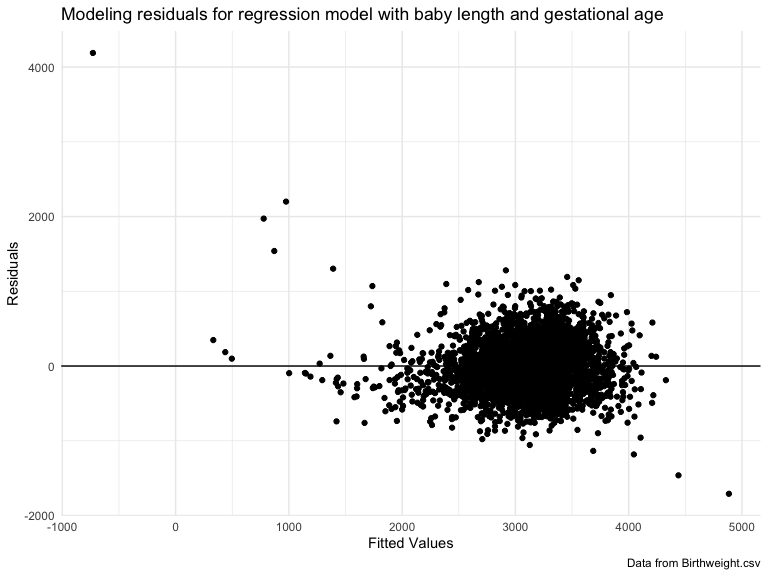 Modeling residuals for regression model with baby length and gestational age
4000
2000
0
-2000
Residuals
-1000
0
1000
2000
3000
4000
5000
Fitted Values
Data from Birthweight.csv